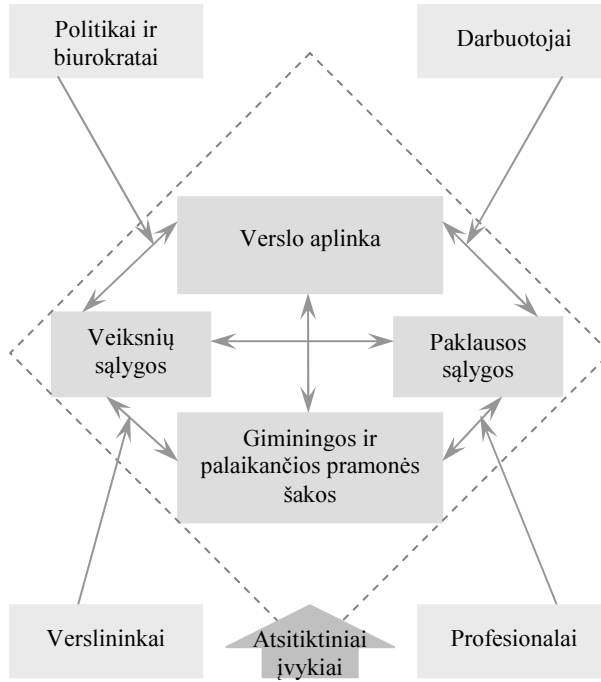 Politikai ir
biurokratai
Darbuotojai
Verslo aplinka
Veiksnių
sąlygos
Paklausos
sąlygos
Giminingos ir
palaikančios pramonės
šakos
Verslininkai
Atsitiktiniai
įvykiai
Profesionalai